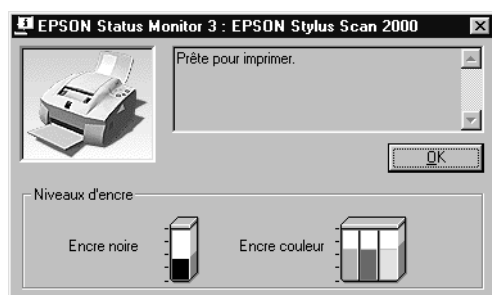 EPSON Status Monitor 3 : EPSON Stylus Scan 2000
Prête pour imprimer.
OK
Niveaux d'encre
Encre noire
Encre couleur